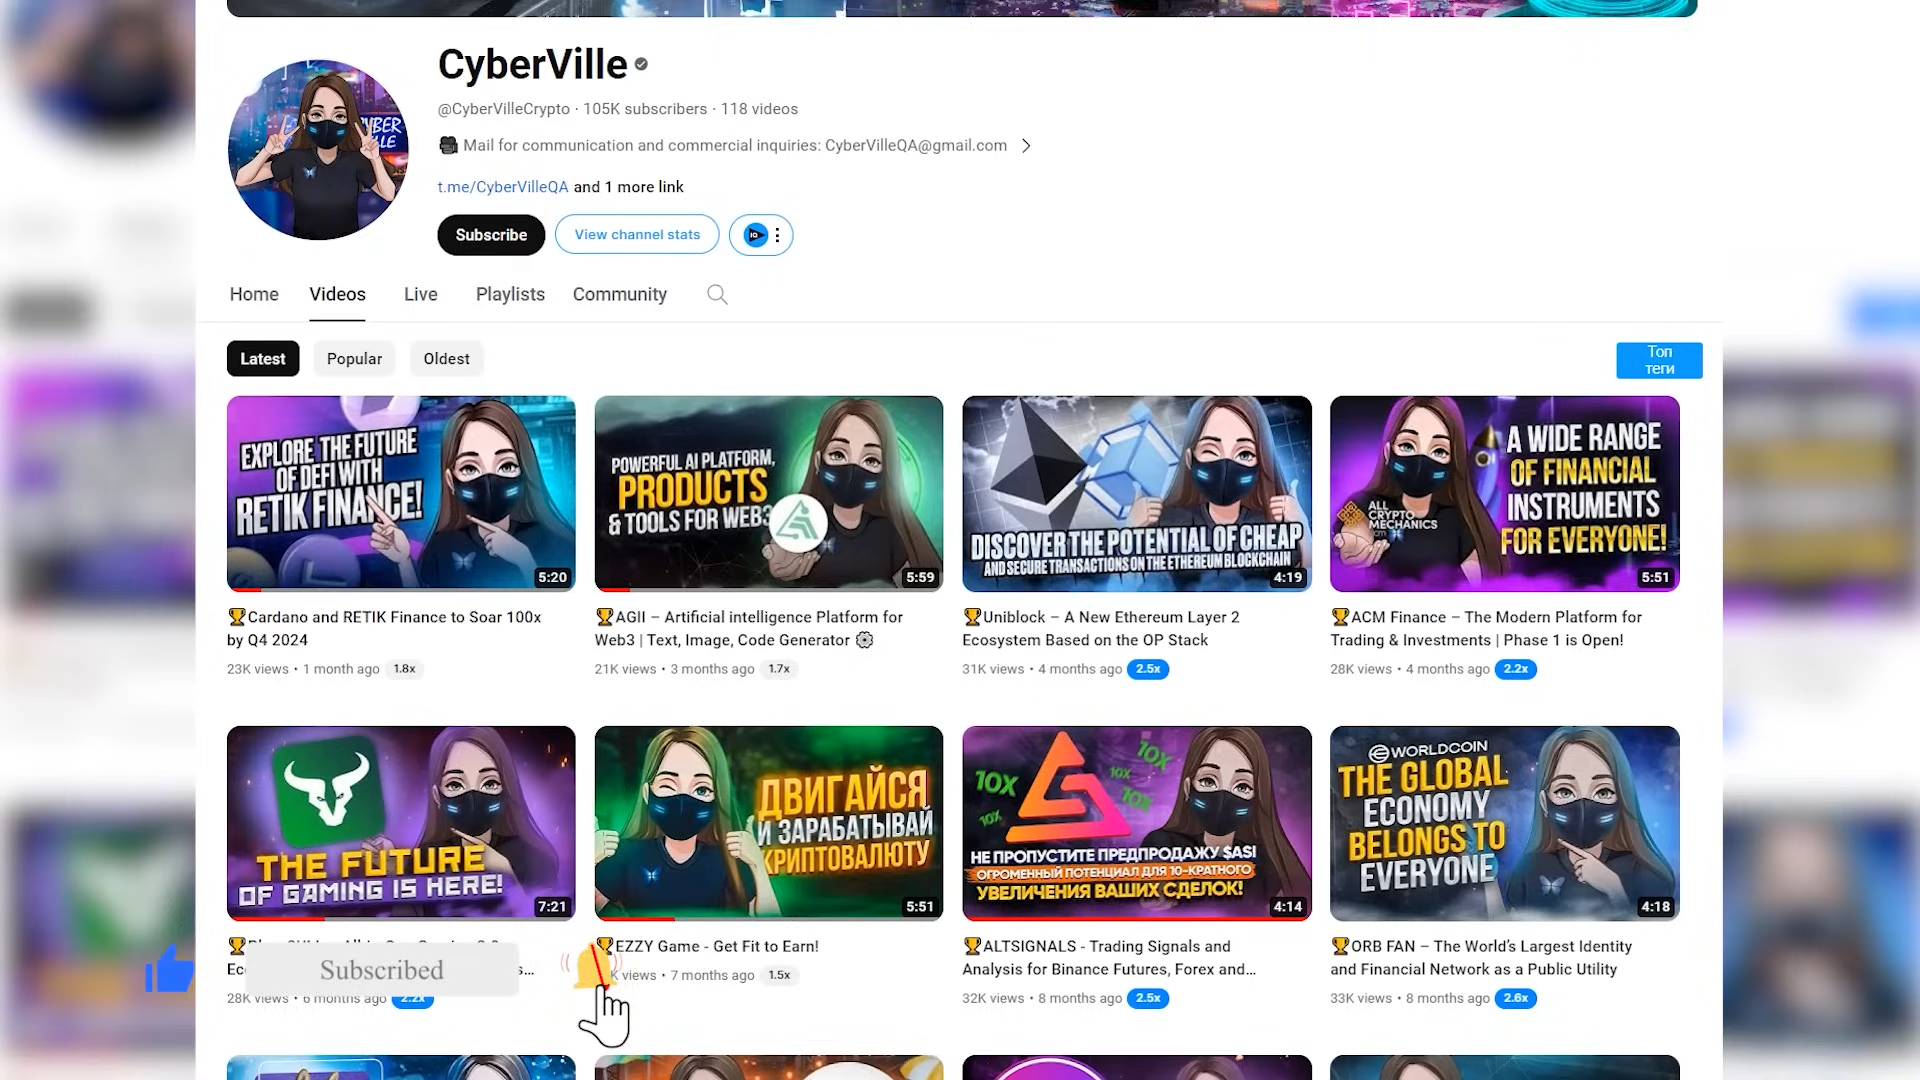 CyberVille
@CyberVilleCrypto · 105K subscribers · 118 videos
Mail for communication and commercial inquiries: CyberVilleQA@gmail.com
t.me/CyberVilleQA and 1 more link
Subscribe
View channel stats
Home
Videos
Live
Playlists
Community
Latest
Popular
Oldest
Топ
теги
EXPLORE THE FUTURE
OF DEFI WITH
RETIK FINANCE!
5:20
POWERFUL AI PLATFORM,
PRODUCTS
& TOOLS FOR WEB3
5:59
DISCOVER THE POTENTIAL OF CHEAP
AND SECURE TRANSACTIONS ON THE ETHEREUM BLOCKCHAIN
4:19
ALL
CRYPTO
MECHANICS
A WIDE RANGE
OF FINANCIAL
INSTRUMENTS
FOR EVERYONE!
5:51
🏆Cardano and RETIK Finance to Soar 100x
by Q4 2024
23K views • 1 month ago 1.8x
🏆AGII – Artificial intelligence Platform for
Web3 | Text, Image, Code Generator
21K views • 3 months ago 1.7x
🏆Uniblock – A New Ethereum Layer 2
Ecosystem Based on the OP Stack
31K views • 4 months ago 2.5x
🏆ACM Finance – The Modern Platform for
Trading & Investments | Phase 1 is Open!
28K views • 4 months ago 2.2x
THE FUTURE
OF GAMING IS HERE!
7:21
ДВИГАЙСЯ
И ЗАРАБАТЫВАЙ
КРИПТОВАЛЮТУ
5:51
10X
10X
10X
10X
10X
НЕ ПРОПУСТИТЕ ПРЕДПРОДАЖУ $ASI
ОГРОМЕННЫЙ ПОТЕНЦИАЛ ДЛЯ 10-КРАТНОГО
УВЕЛИЧЕНИЯ ВАШИХ СДЕЛОК!
4:14
WORLDCOIN
THE GLOBAL
ECONOMY
BELONGS TO
EVERYONE
4:18
Subscribed
28K views • 6 months ago 2.2x
EZZY Game - Get Fit to Earn!
views • 7 months ago 1.5x
🏆ALTSIGNALS - Trading Signals and
Analysis for Binance Futures, Forex and...
32K views • 8 months ago 2.5x
🏆ORB FAN – The World's Largest Identity
and Financial Network as a Public Utility
33K views • 8 months ago 2.6x